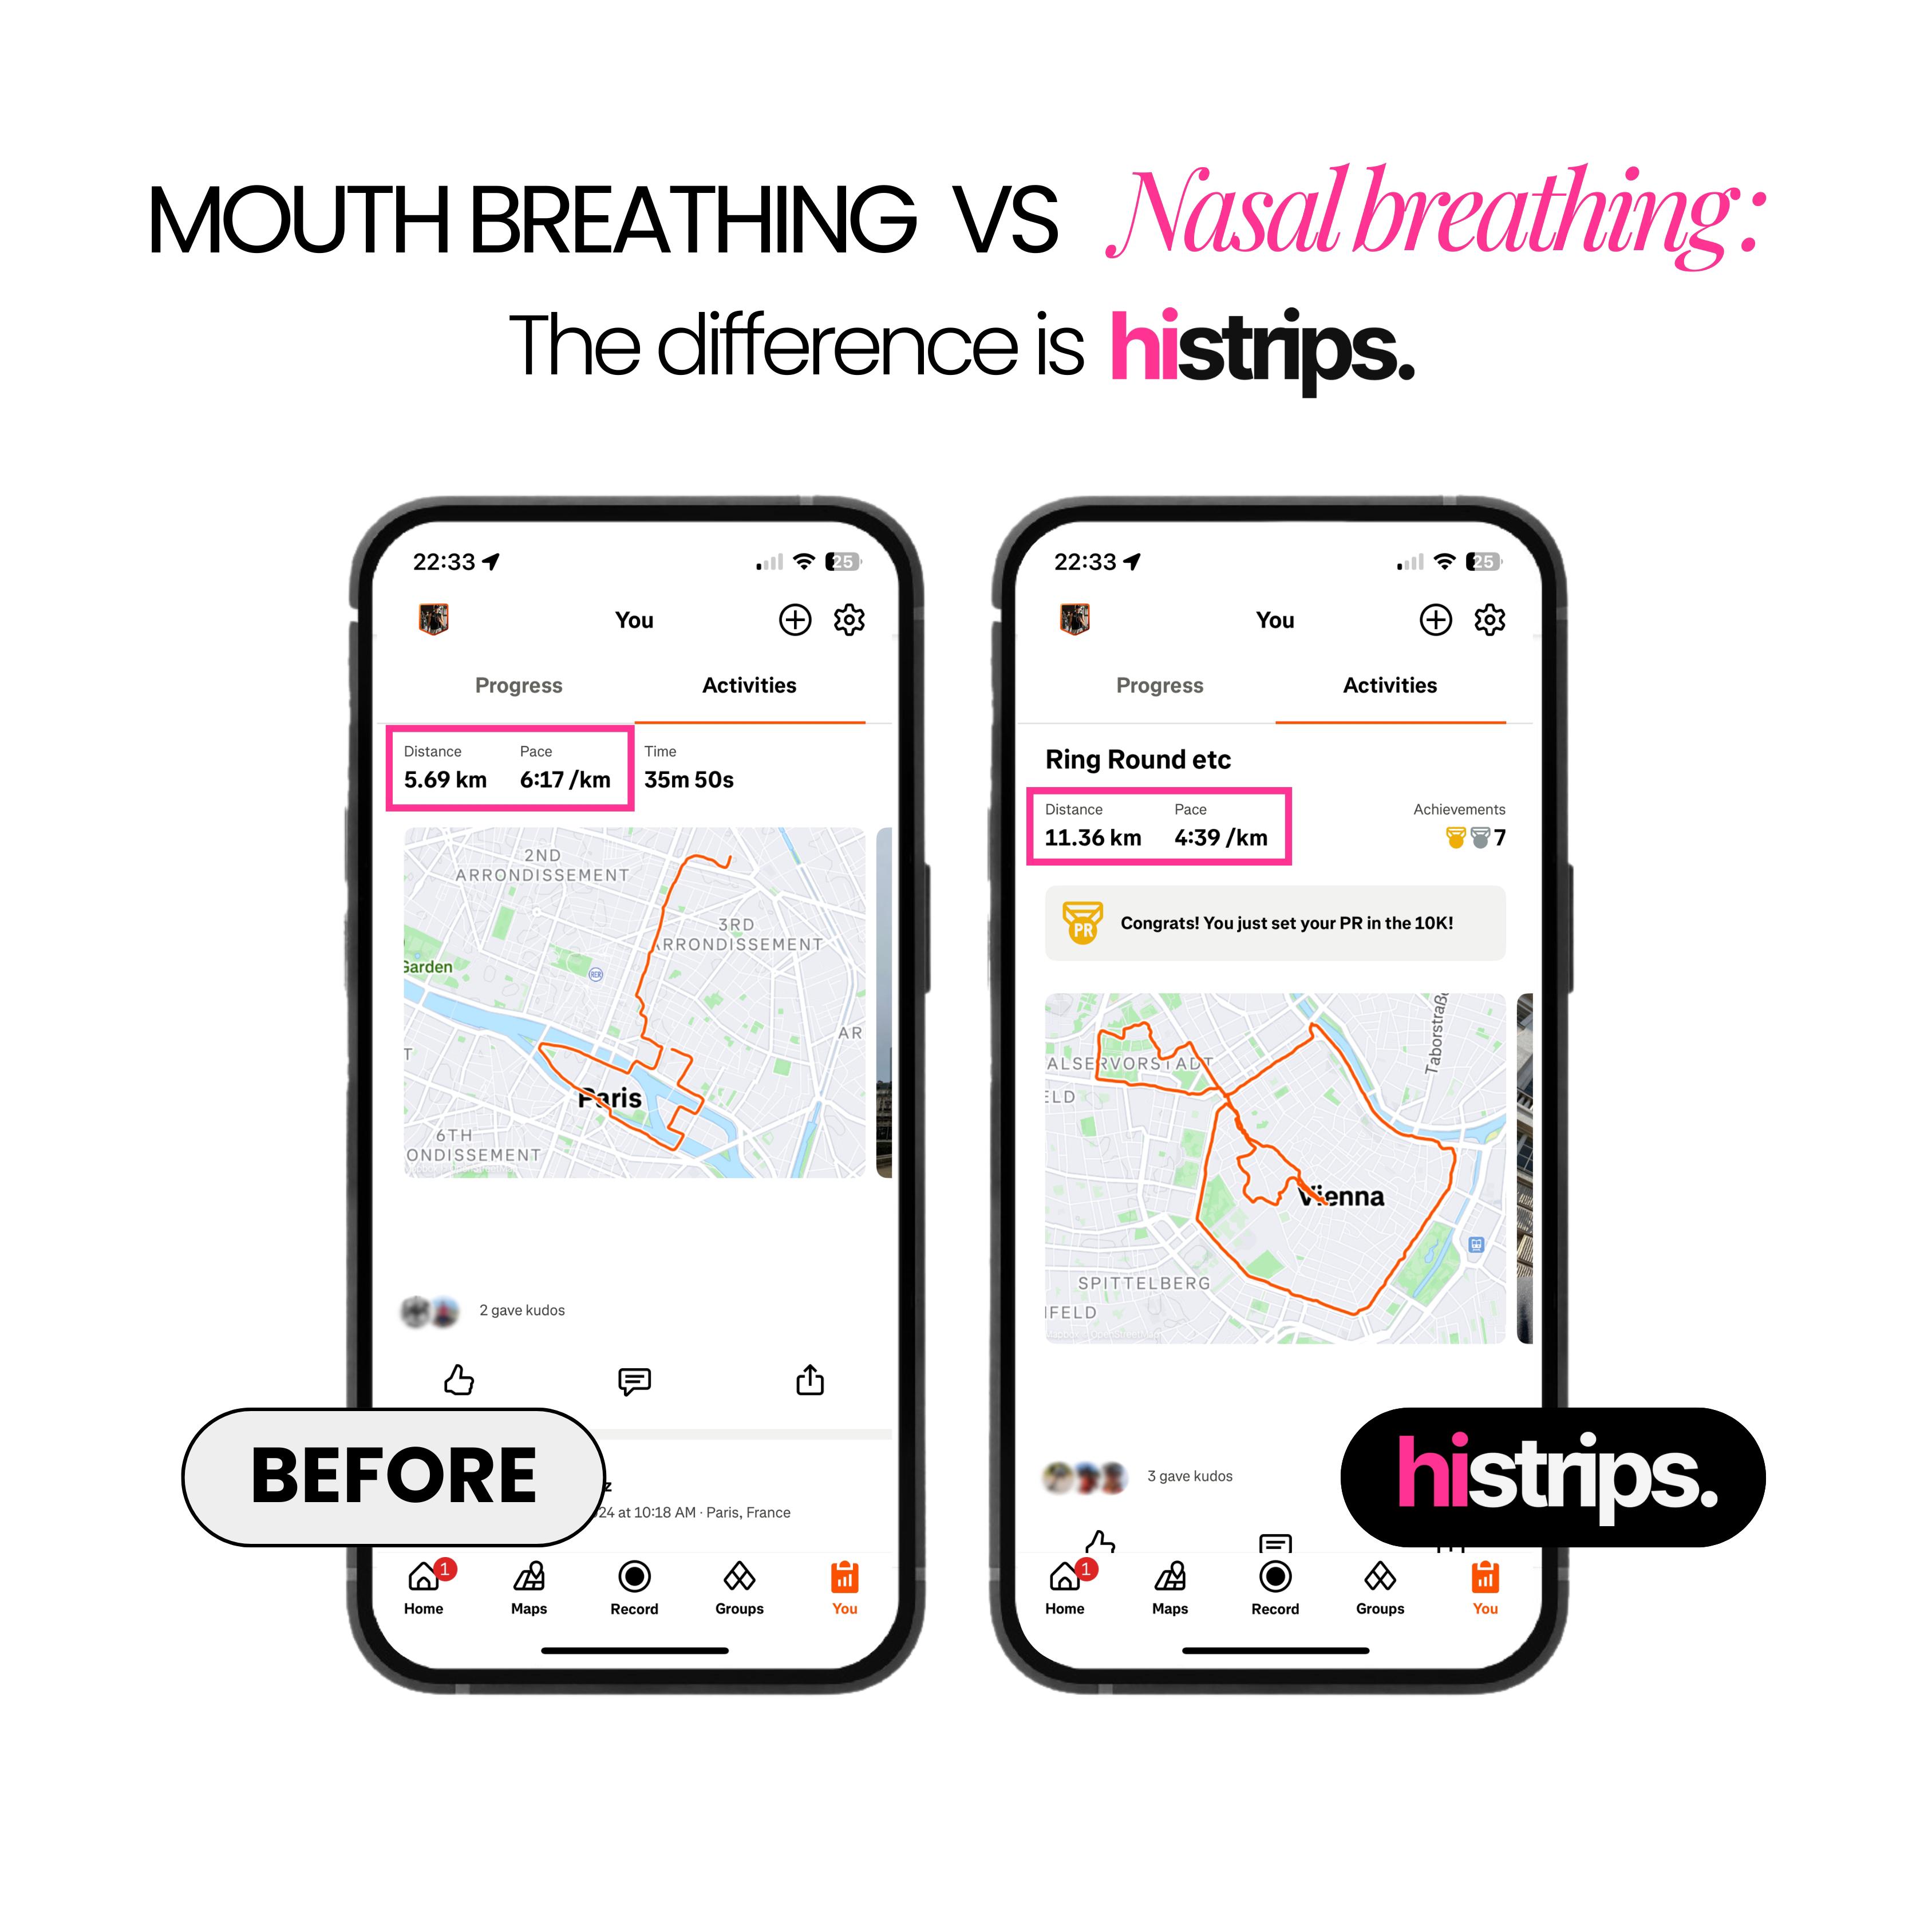 MOUTH BREATHING VS Nasal breathing:
The difference is histrips.
22:33
25
You
Progress
Activities
Distance
Pace
Time
5.69 km
6:17 /km
35m 50s
2ND
ARRONDISSEMENT
3RD
ARRONDISSEMENT
Garden
RER
AR
T
Paris
6TH
ONDISSEMENT
2 gave kudos
BEFORE
z
24 at 10:18 AM · Paris, France
1
Home
Maps
Record
Groups
You
22:33
25
You
Progress
Activities
Ring Round etc
Distance
Pace
Achievements
11.36 km
4:39 /km
7
PR
Congrats! You just set your PR in the 10K!
Taborstraße
ALSERVORSTADT
ELD
Vienna
SPITTELBERG
IFELD
3 gave kudos
histrips.
1
Home
Maps
Record
Groups
You